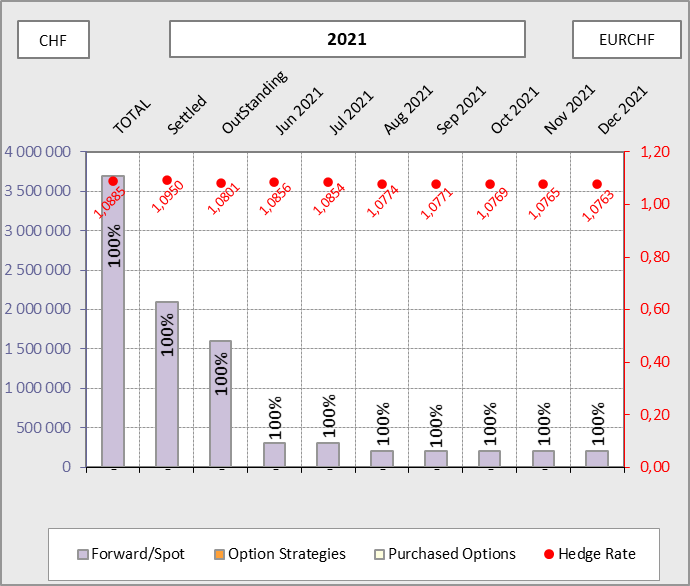 CHF
2021
EURCHF
TOTAL
Settled
OutStanding
Jun 2021
Jul 2021
Aug 2021
Sep 2021
Oct 2021
Nov 2021
Dec 2021
4 000 000
3 500 000
3 000 000
2 500 000
2 000 000
1 500 000
1 000 000
500 000
0
1,20
1,00
0,80
0,60
0,40
0,20
0,00
1,0885
1,0950
1,0801
1,0856
1,0854
1,0774
1,0771
1,0769
1,0765
1,0763
100%
100%
100%
100%
100%
100%
100%
100%
100%
100%
Forward/Spot
Option Strategies
Purchased Options
Hedge Rate